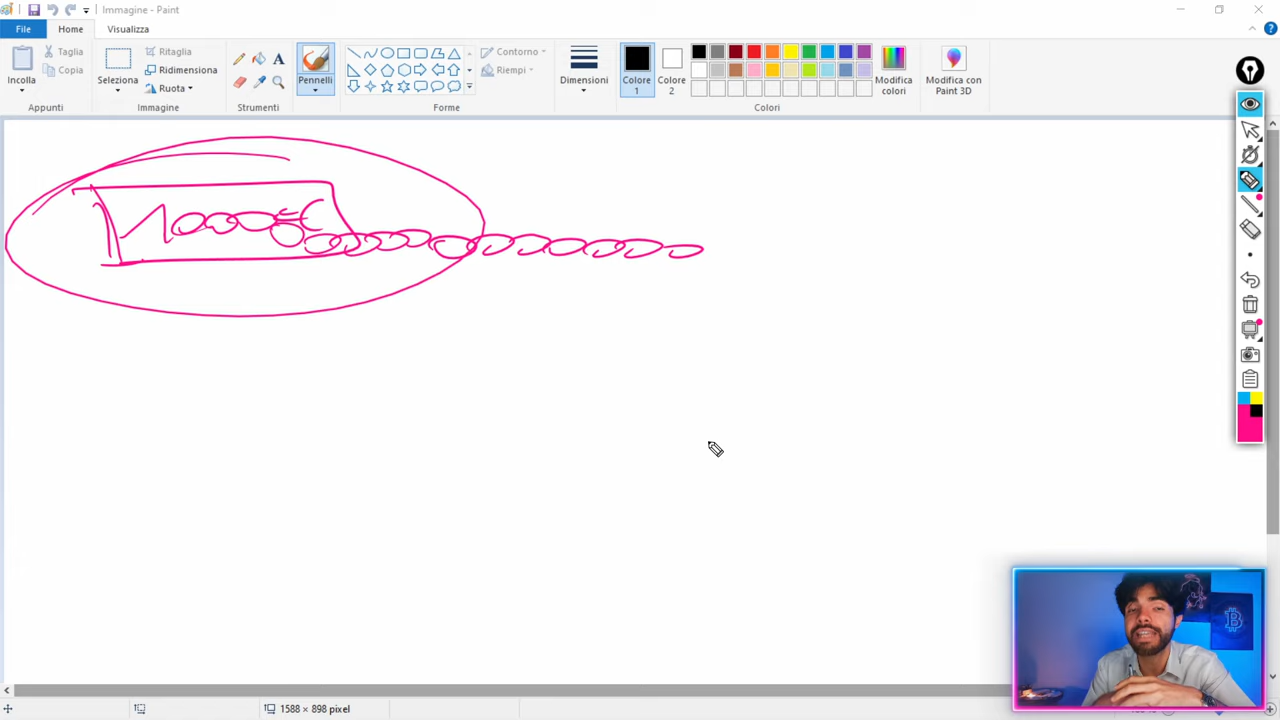 Immagine - Paint
File Home Visualizza
Incolla
Taglia
Copia
Appunti
Seleziona
Ritaglia
Ridimensiona
Ruota
Immagine
A
Strumenti
Pennelli
Contorno
Riempi
Forme
Dimensioni
Colore 1
Colore 2
Modifica colori
Colori
Modifica con Paint 3D
1588 × 898 pixel